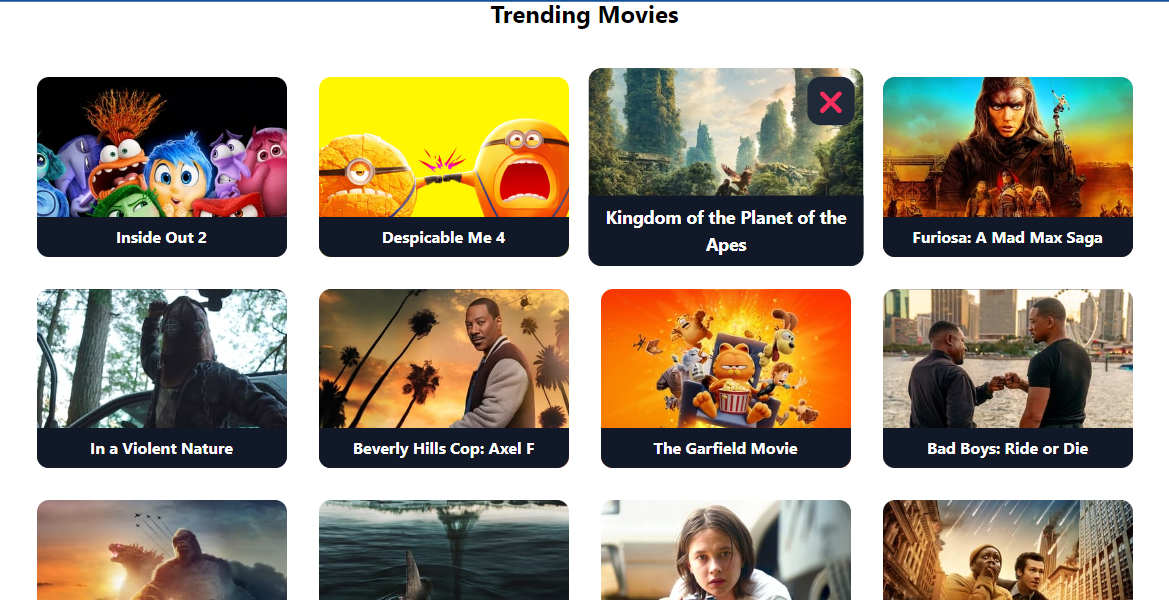 Trending Movies
Inside Out 2
Despicable Me 4
Kingdom of the Planet of the
Apes
Furiosa: A Mad Max Saga
In a Violent Nature
Beverly Hills Cop: Axel F
The Garfield Movie
Bad Boys: Ride or Die